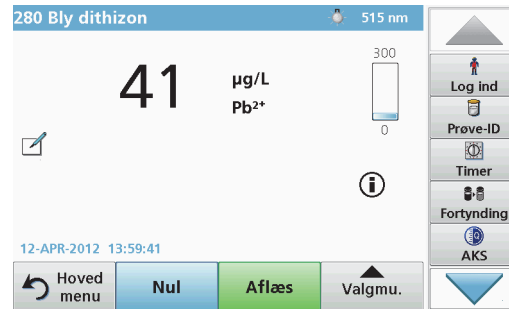 280 Bly dithizon
515 nm
300
41
µg/L
Pb²⁺
0
12-APR-2012 13:59:41
Hoved menu
Nul
Aflæs
Valgmu.
Log ind
Prøve-ID
Timer
Fortynding
AKS